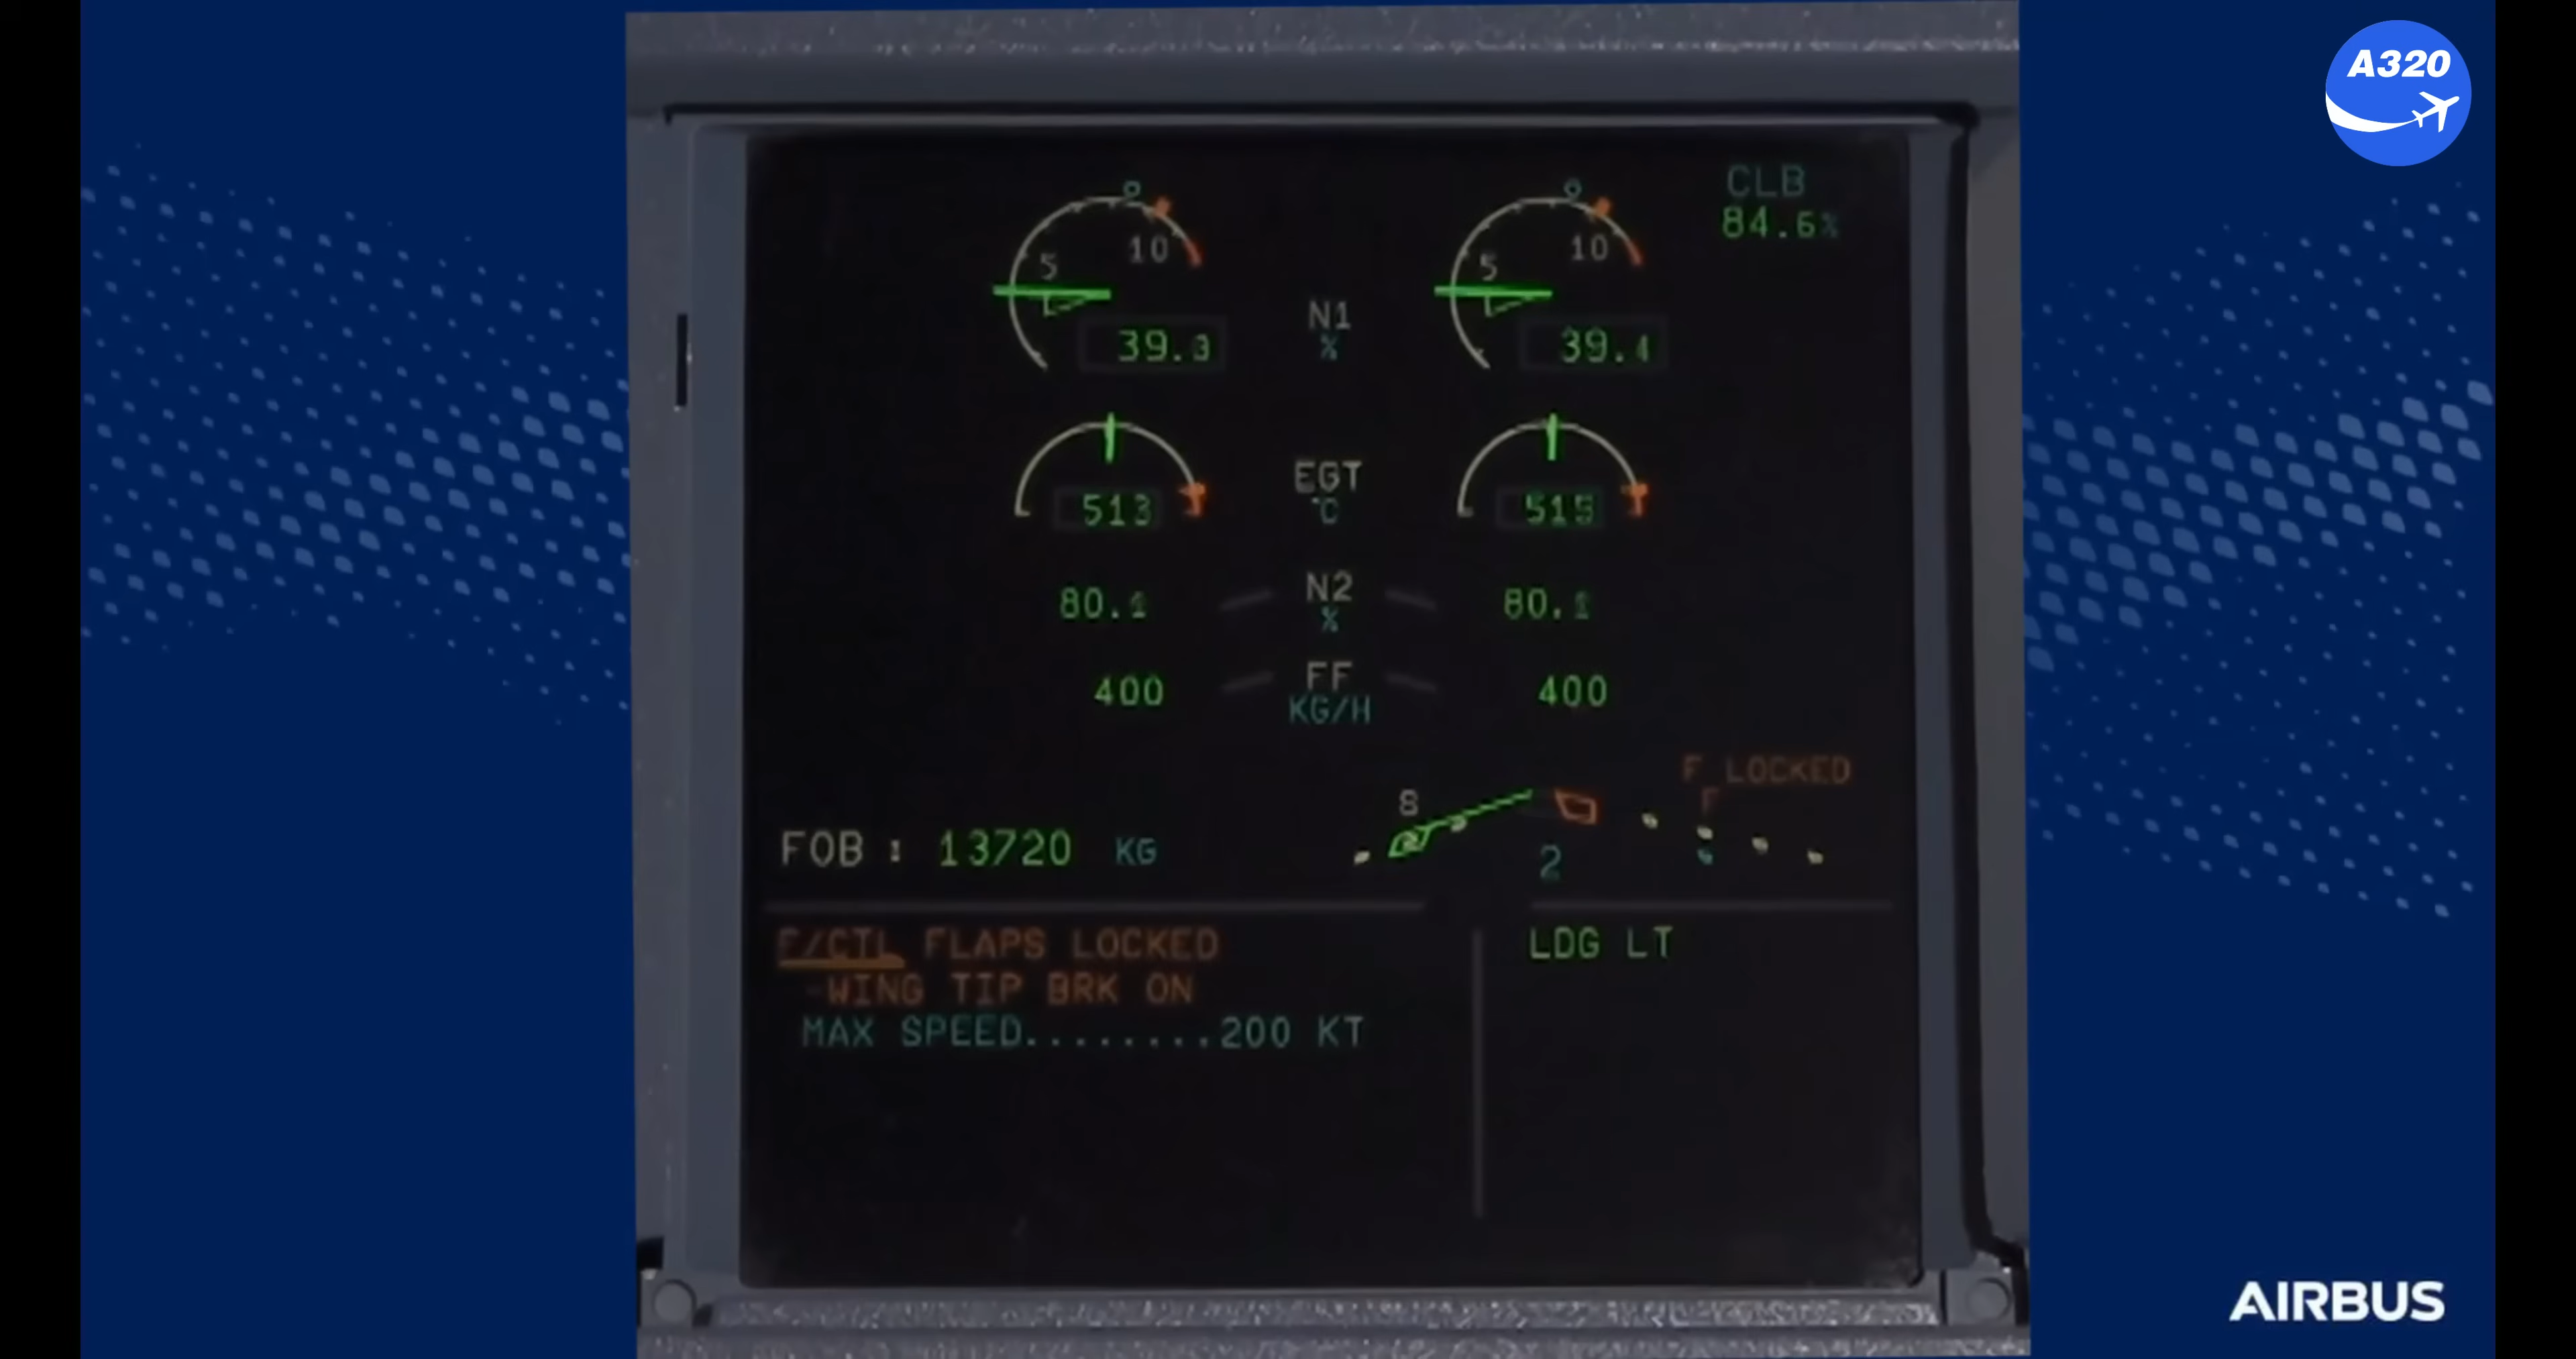 A320
CLB
84.6%
5 10
5 10
39.3 N1 39.4
%
EGT
513 °C 515
N2
80.1 80.1
%
FF
400 400
KG/H
F LOCKED
S F
FOB : 13720 KG
2
F/CTL FLAPS LOCKED
-WING TIP BRK ON
MAX SPEED........200 KT
LDG LT
AIRBUS